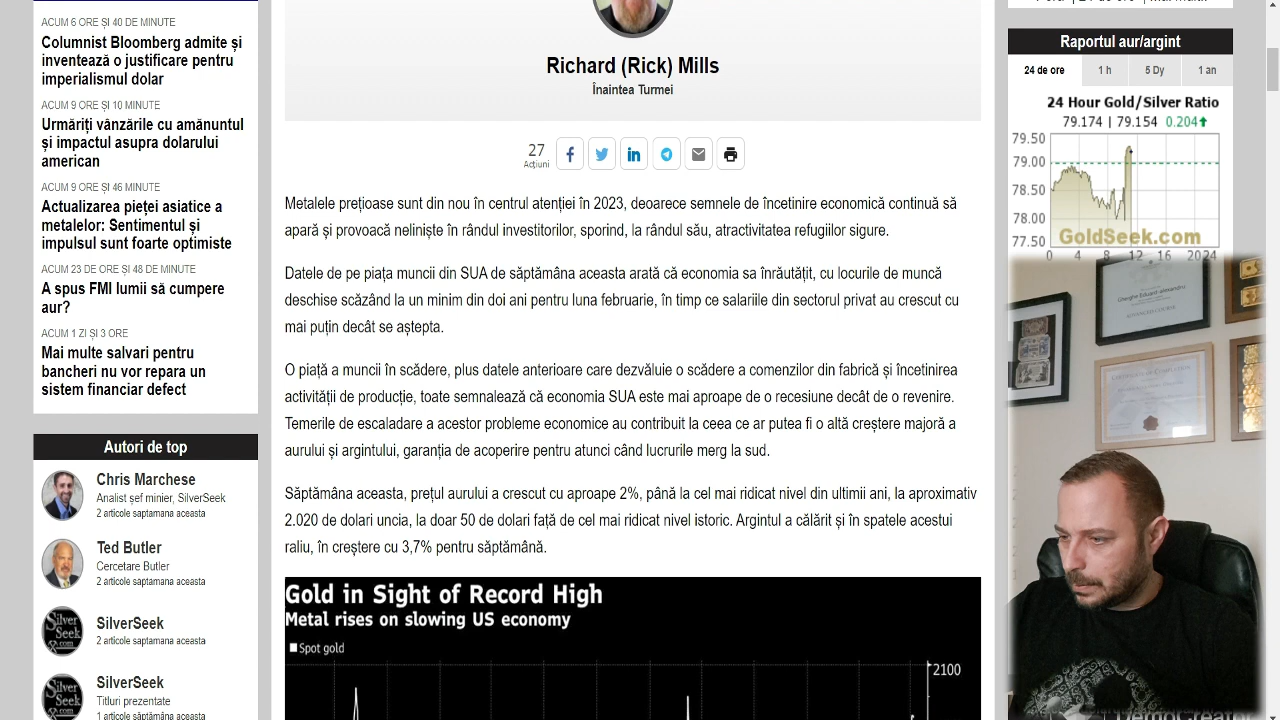 ACUM 6 ORE ȘI 40 DE MINUTE
Columnist Bloomberg admite și
inventează o justificare pentru
imperialismul dolar
ACUM 9 ORE ȘI 10 MINUTE
Urmăriți vânzările cu amănuntul
și impactul asupra dolarului
american
ACUM 9 ORE ȘI 46 MINUTE
Actualizarea pieței asiatice a
metalelor: Sentimentul și
impulsul sunt foarte optimiste
ACUM 23 DE ORE ȘI 48 DE MINUTE
A spus FMI lumii să cumpere
aur?
ACUM 1 ZI ȘI 3 ORE
Mai multe salvari pentru
bancheri nu vor repara un
sistem financiar defect
Autori de top
Chris Marchese
Analist șef minier, SilverSeek
2 articole saptamana aceasta
Ted Butler
Cercetare Butler
2 articole saptamana aceasta
Silver
Seek
.com
SilverSeek
2 articole saptamana aceasta
Silver
Seek
SilverSeek
Titluri prezentate
1 articole săptămâna aceasta
Richard (Rick) Mills
Înaintea Turmei
27
Acțiuni
Metalele prețioase sunt din nou în centrul atenției în 2023, deoarece semnele de încetinire economică continuă să
apară și provoacă neliniște în rândul investitorilor, sporind, la rândul său, atractivitatea refugiilor sigure.
Datele de pe piața muncii din SUA de săptămâna aceasta arată că economia sa înrăutățit, cu locurile de muncă
deschise scăzând la un minim din doi ani pentru luna februarie, în timp ce salariile din sectorul privat au crescut cu
mai puțin decât se aștepta.
O piață a muncii în scădere, plus datele anterioare care dezvăluie o scădere a comenzilor din fabrică și încetinirea
activității de producție, toate semnalează că economia SUA este mai aproape de o recesiune decât de o revenire.
Temerile de escaladare a acestor probleme economice au contribuit la ceea ce ar putea fi o altă creștere majoră a
aurului și argintului, garanția de acoperire pentru atunci când lucrurile merg la sud.
Săptămâna aceasta, prețul aurului a crescut cu aproape 2%, până la cel mai ridicat nivel din ultimii ani, la aproximativ
2.020 de dolari uncia, la doar 50 de dolari față de cel mai ridicat nivel istoric. Argintul a călărit și în spatele acestui
raliu, în creștere cu 3,7% pentru săptămână.
Gold in Sight of Record High
Metal rises on slowing US economy
Spot gold
2100
Raportul aur/argint
24 de ore
1 h
5 Dy
1 an
24 Hour Gold/Silver Ratio
79.174 | 79.154 0.204
79.50
79.00
78.50
78.00
77.50
GoldSeek.com
0 4 8 12 16 2024
Gheorghe Eduard-alexandru
ADVANCED COURSE
CERTIFICATE OF COMPLETION